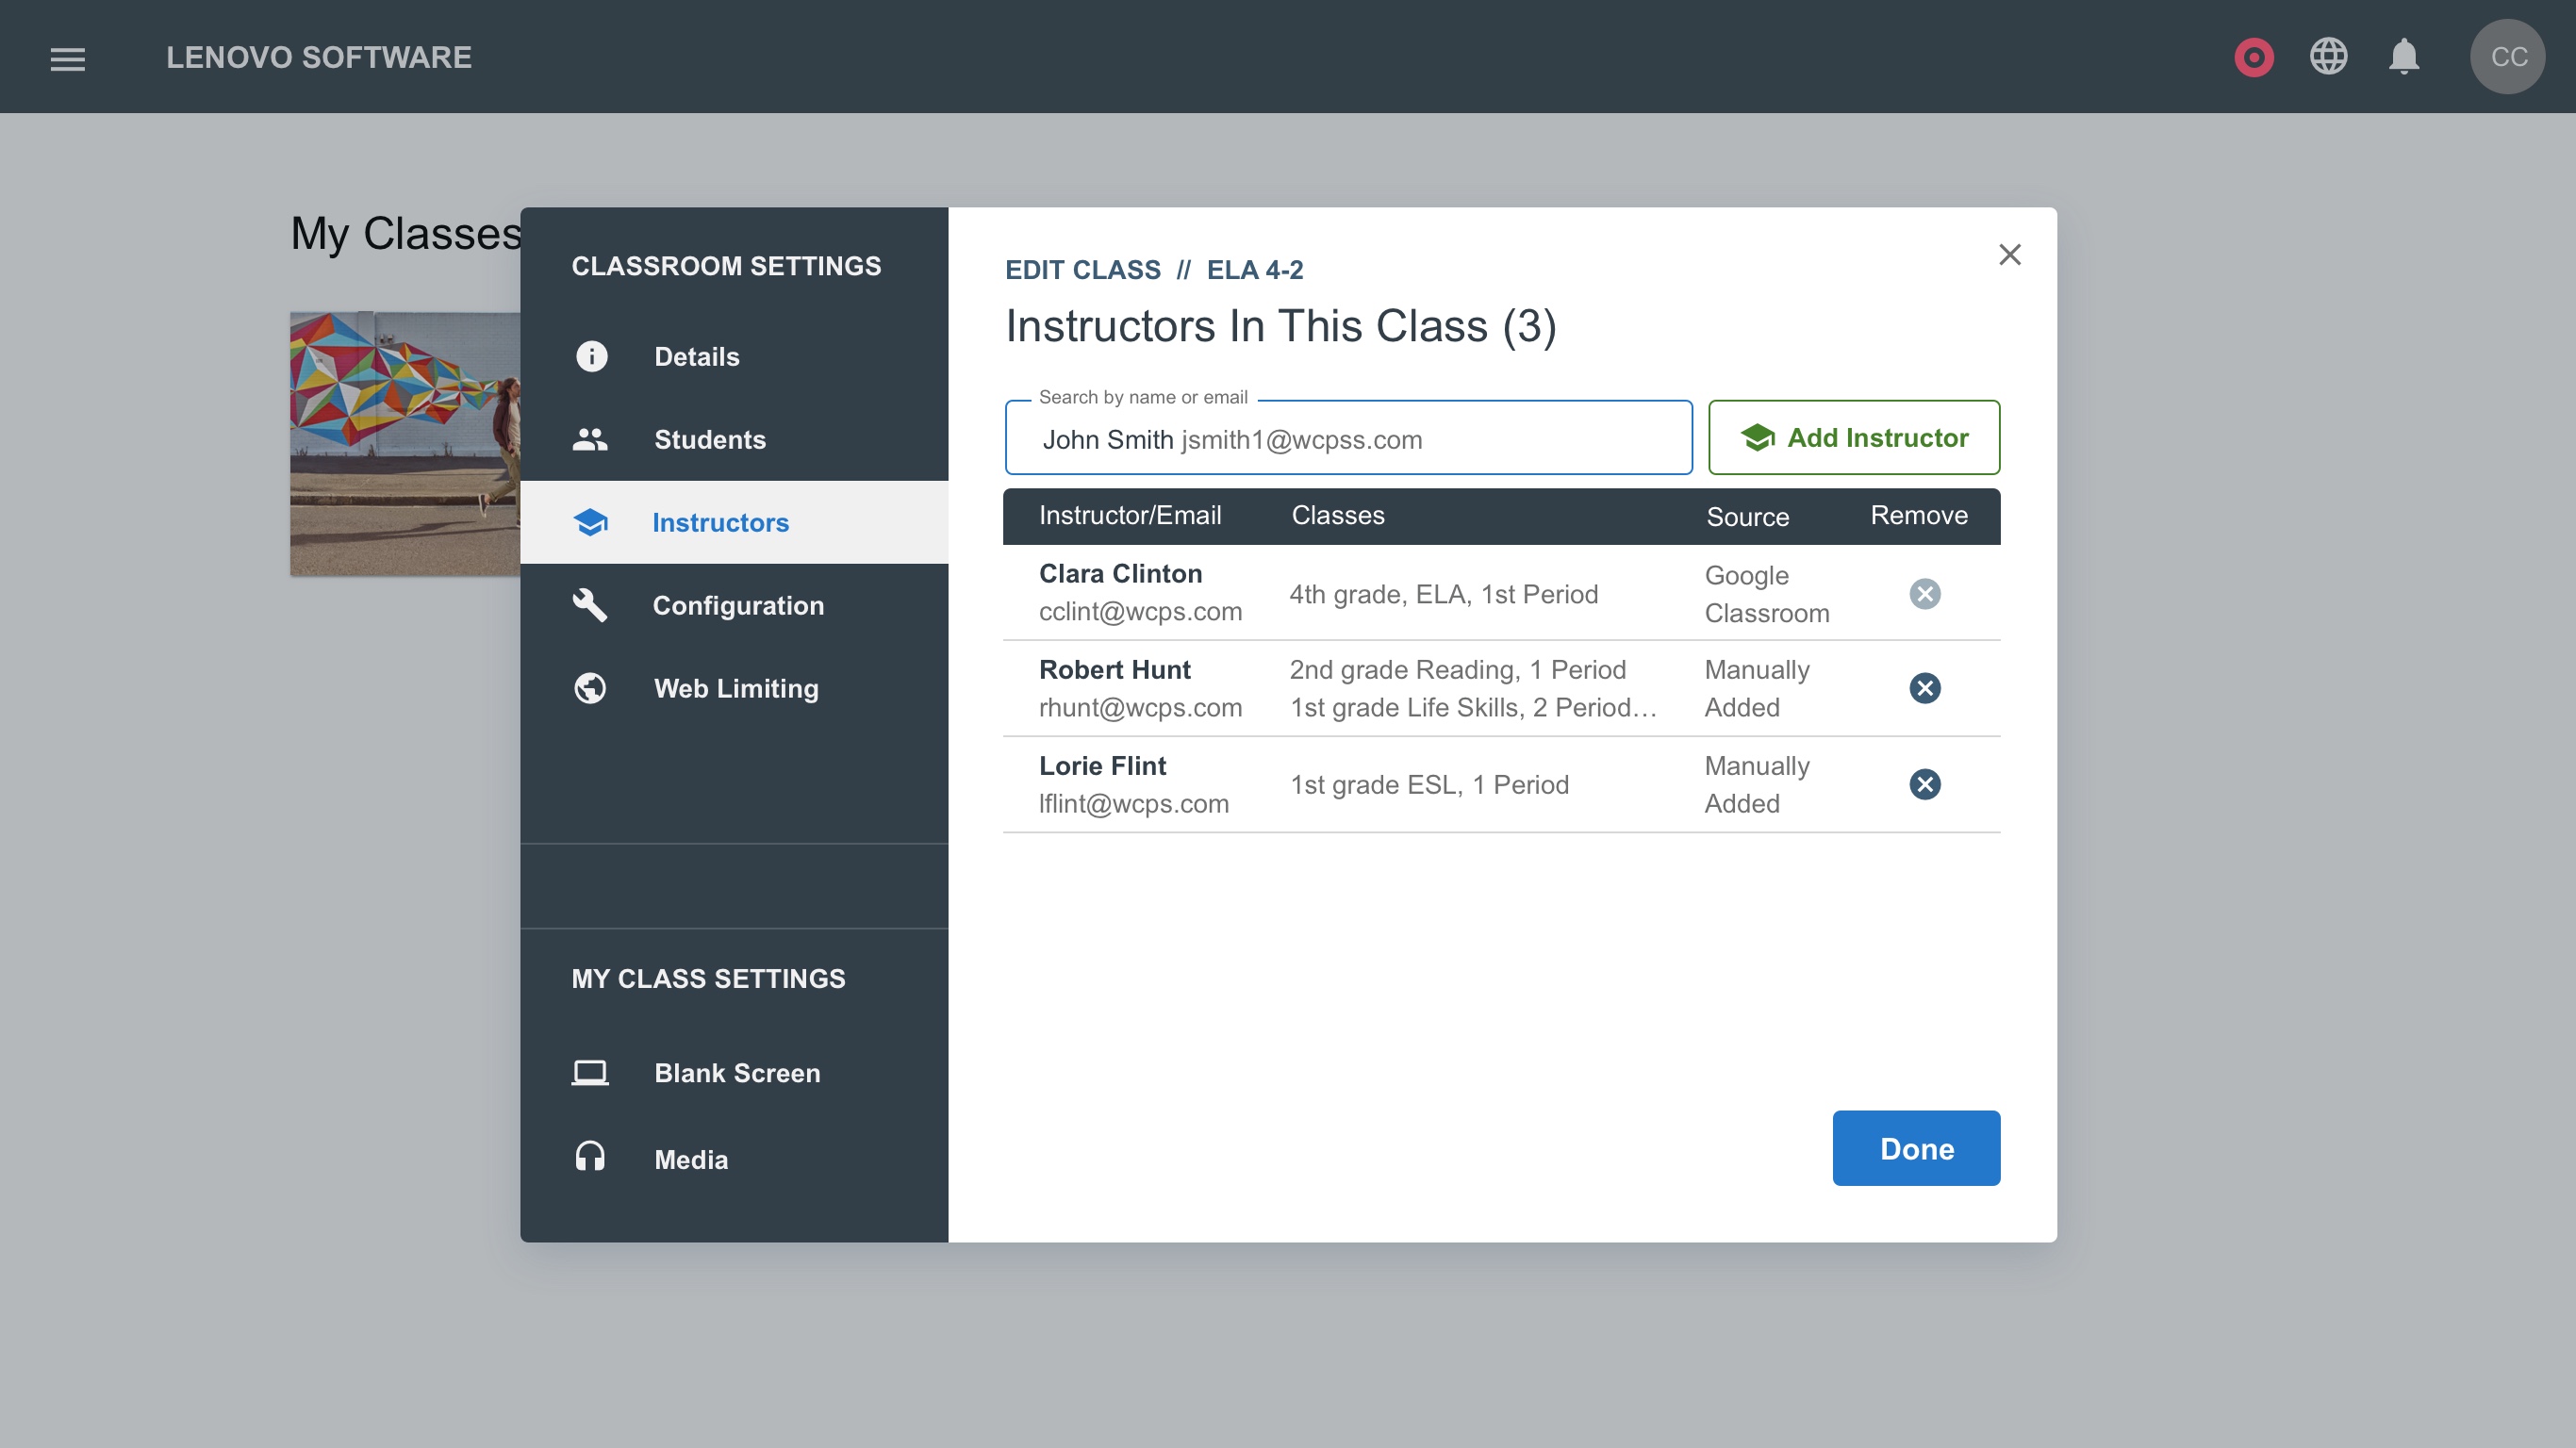 LENOVO SOFTWARE
CC
My Classes
CLASSROOM SETTINGS
Details
Students
Instructors
Configuration
Web Limiting
MY CLASS SETTINGS
Blank Screen
Media
EDIT CLASS // ELA 4-2
Instructors In This Class (3)
Search by name or email
John Smith jsmith1@wcpss.com
Add Instructor
Instructor/Email Classes Source Remove
Clara Clinton
cclint@wcps.com
4th grade, ELA, 1st Period
Google
Classroom
Robert Hunt
rhunt@wcps.com
2nd grade Reading, 1 Period
1st grade Life Skills, 2 Period…
Manually
Added
Lorie Flint
lflint@wcps.com
1st grade ESL, 1 Period
Manually
Added
Done